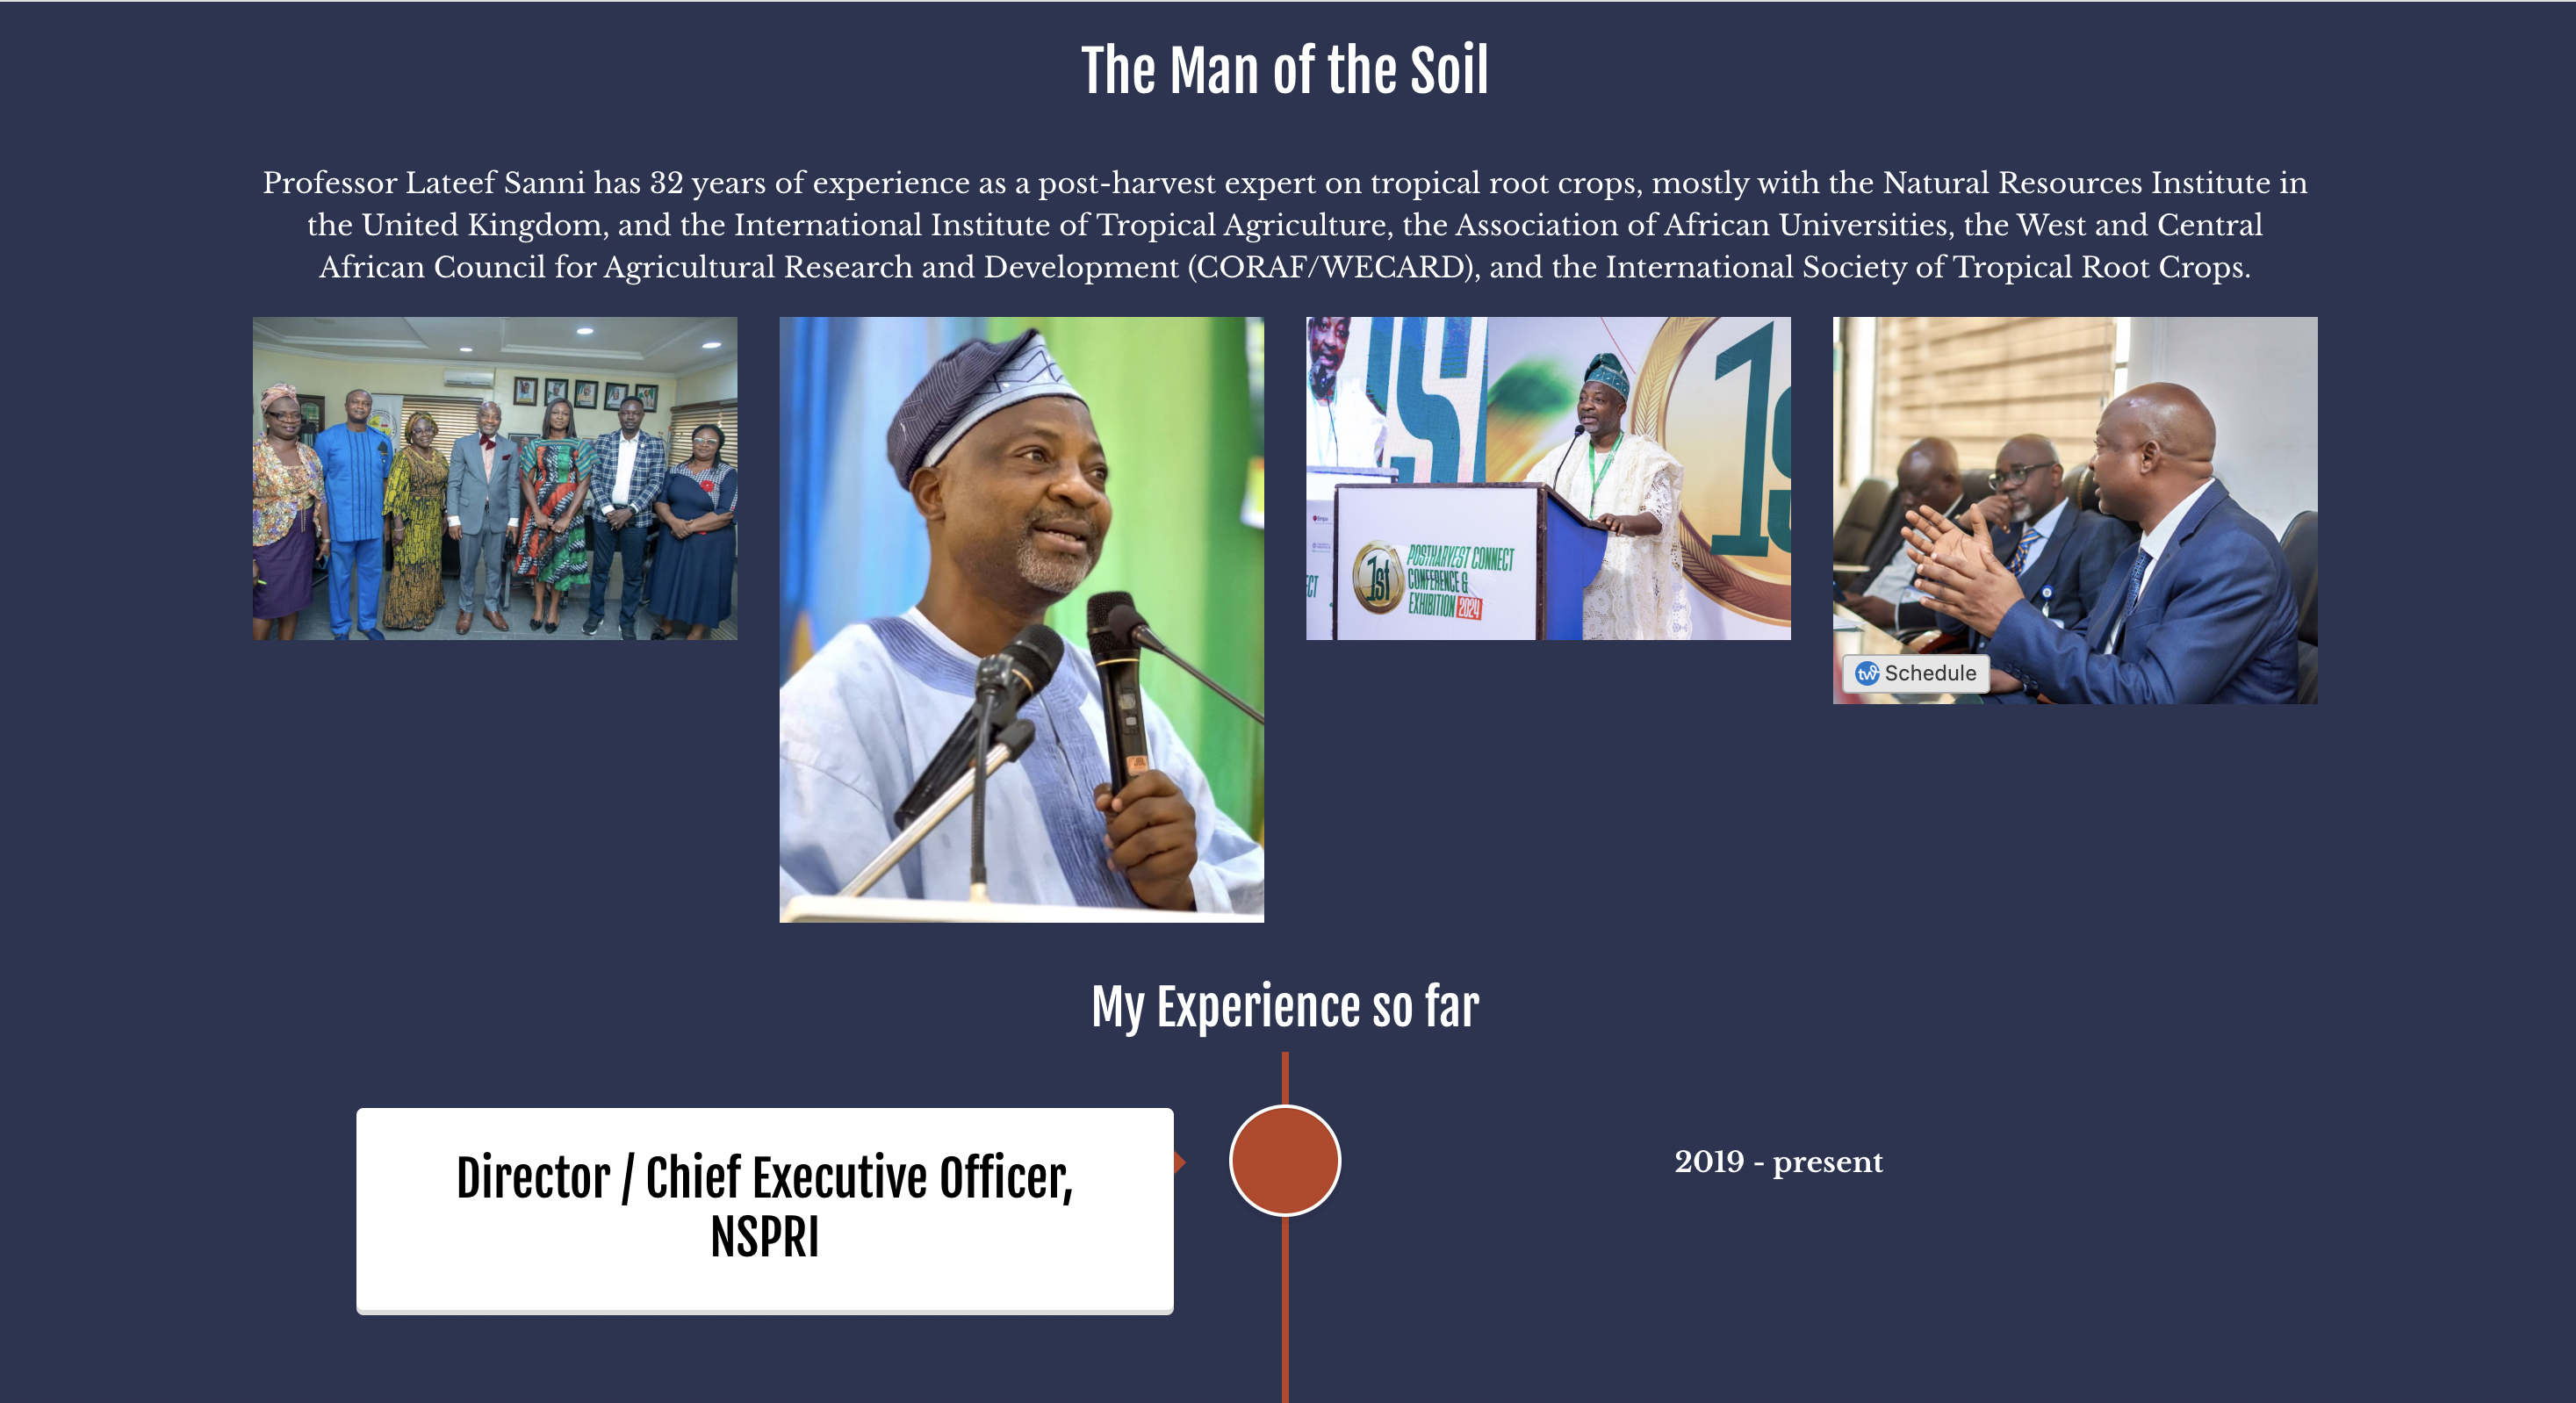 The Man of the Soil
Professor Lateef Sanni has 32 years of experience as a post-harvest expert on tropical root crops, mostly with the Natural Resources Institute in
the United Kingdom, and the International Institute of Tropical Agriculture, the Association of African Universities, the West and Central
African Council for Agricultural Research and Development (CORAF/WECARD), and the International Society of Tropical Root Crops.
1st
POSTHARVEST CONNECT
CONFERENCE &
EXHIBITION 2024
Schedule
My Experience so far
Director / Chief Executive Officer,
NSPRI
2019 - present